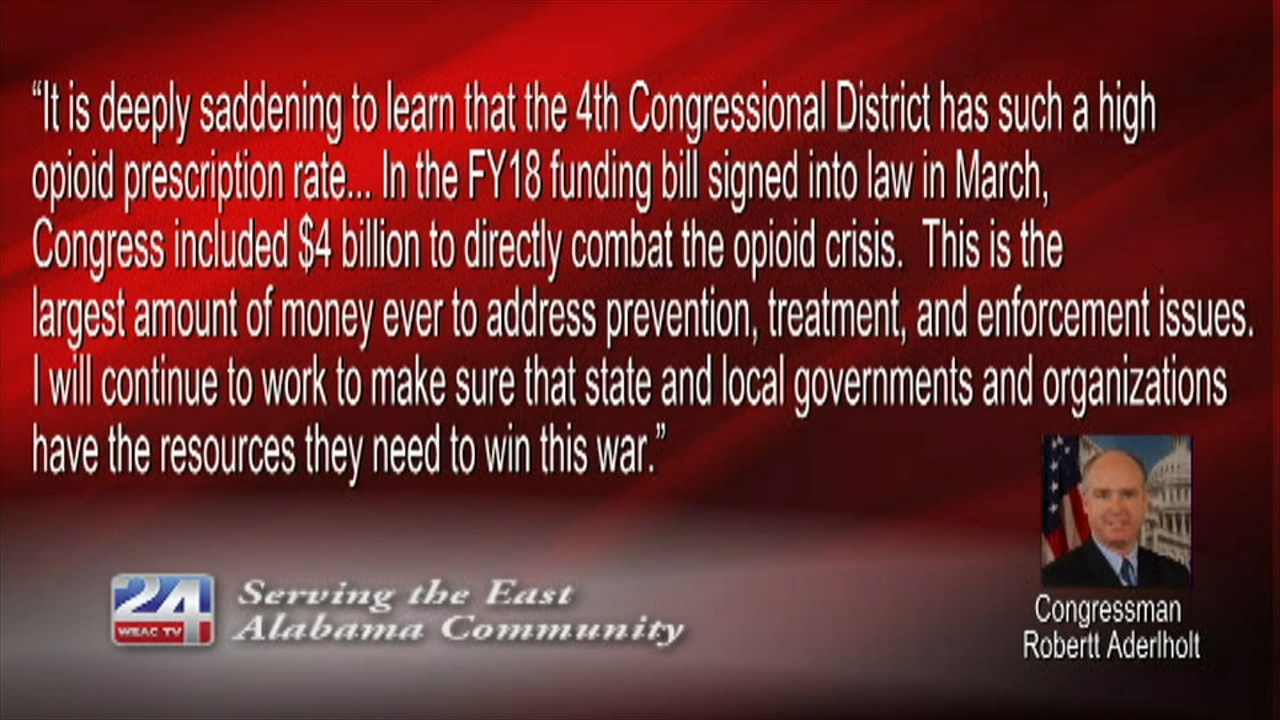 “It is deeply saddening to learn that the 4th Congressional District has such a high
opioid prescription rate... In the FY18 funding bill signed into law in March,
Congress included $4 billion to directly combat the opioid crisis.  This is the
largest amount of money ever to address prevention, treatment, and enforcement issues.
I will continue to work to make sure that state and local governments and organizations
have the resources they need to win this war.”
24
WEAC TV
Serving the East
Alabama Community
Congressman
Robertt Aderlholt